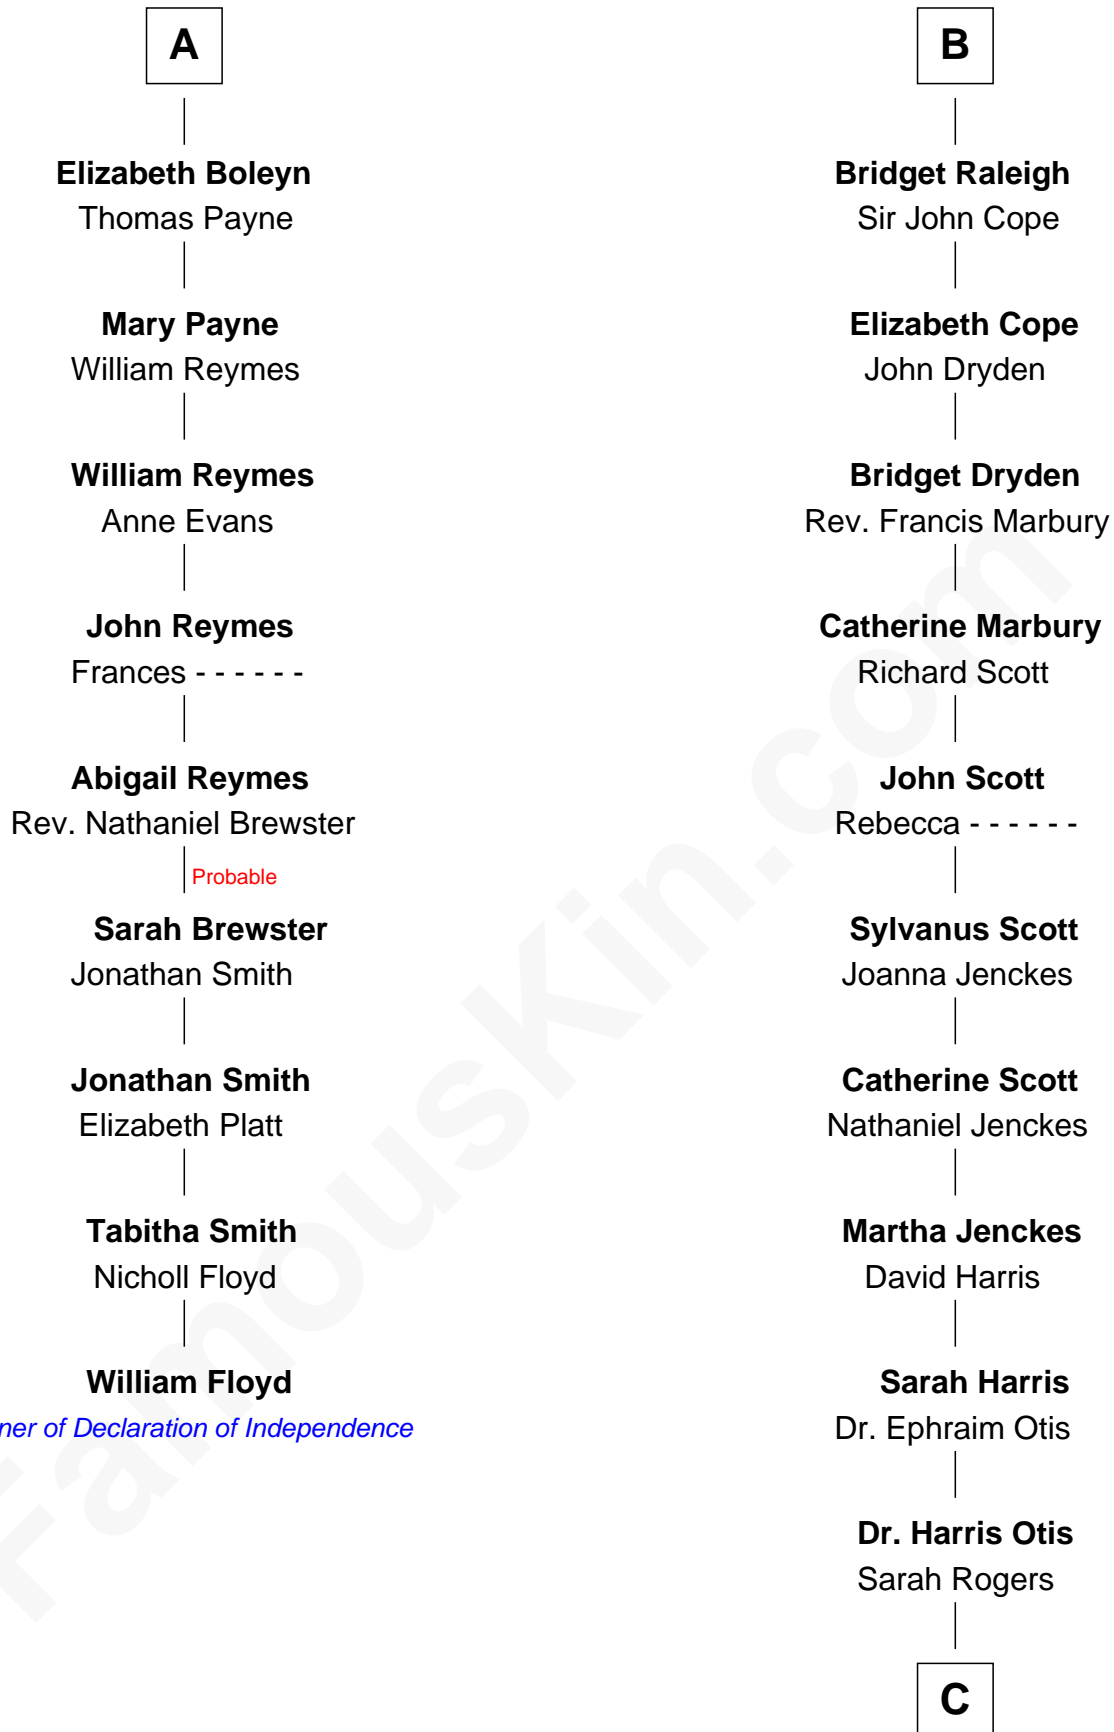 A
Elizabeth Boleyn
Thomas Payne
Mary Payne
William Reymes
William Reymes
Anne Evans
John Reymes
Frances - - - - - -
Abigail Reymes
Rev. Nathaniel Brewster
Probable
Sarah Brewster
Jonathan Smith
Jonathan Smith
Elizabeth Platt
Tabitha Smith
Nicholl Floyd
William Floyd
ner of Declaration of Independence
B
Bridget Raleigh
Sir John Cope
Elizabeth Cope
John Dryden
Bridget Dryden
Rev. Francis Marbury
Catherine Marbury
Richard Scott
John Scott
Rebecca - - - - - -
Sylvanus Scott
Joanna Jenckes
Catherine Scott
Nathaniel Jenckes
Martha Jenckes
David Harris
Sarah Harris
Dr. Ephraim Otis
Dr. Harris Otis
Sarah Rogers
C
FamousKin.com